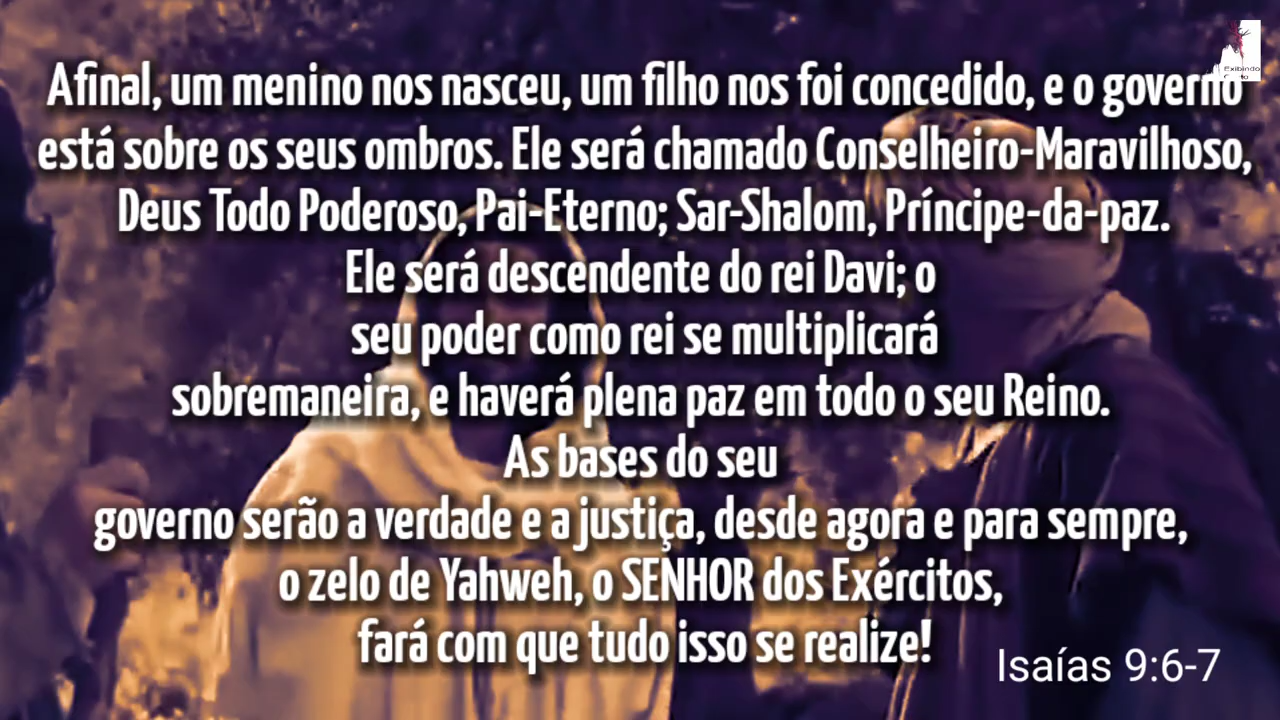 Exibindo
Afinal, um menino nos nasceu, um filho nos foi concedido, e o governo
está sobre os seus ombros. Ele será chamado Conselheiro-Maravilhoso,
Deus Todo Poderoso, Pai-Eterno; Sar-Shalom, Príncipe-da-paz.
Ele será descendente do rei Davi; o
seu poder como rei se multiplicará
sobremaneira, e haverá plena paz em todo o seu Reino.
As bases do seu
governo serão a verdade e a justiça, desde agora e para sempre,
o zelo de Yahweh, o SENHOR dos Exércitos,
fará com que tudo isso se realize!
Isaías 9:6-7